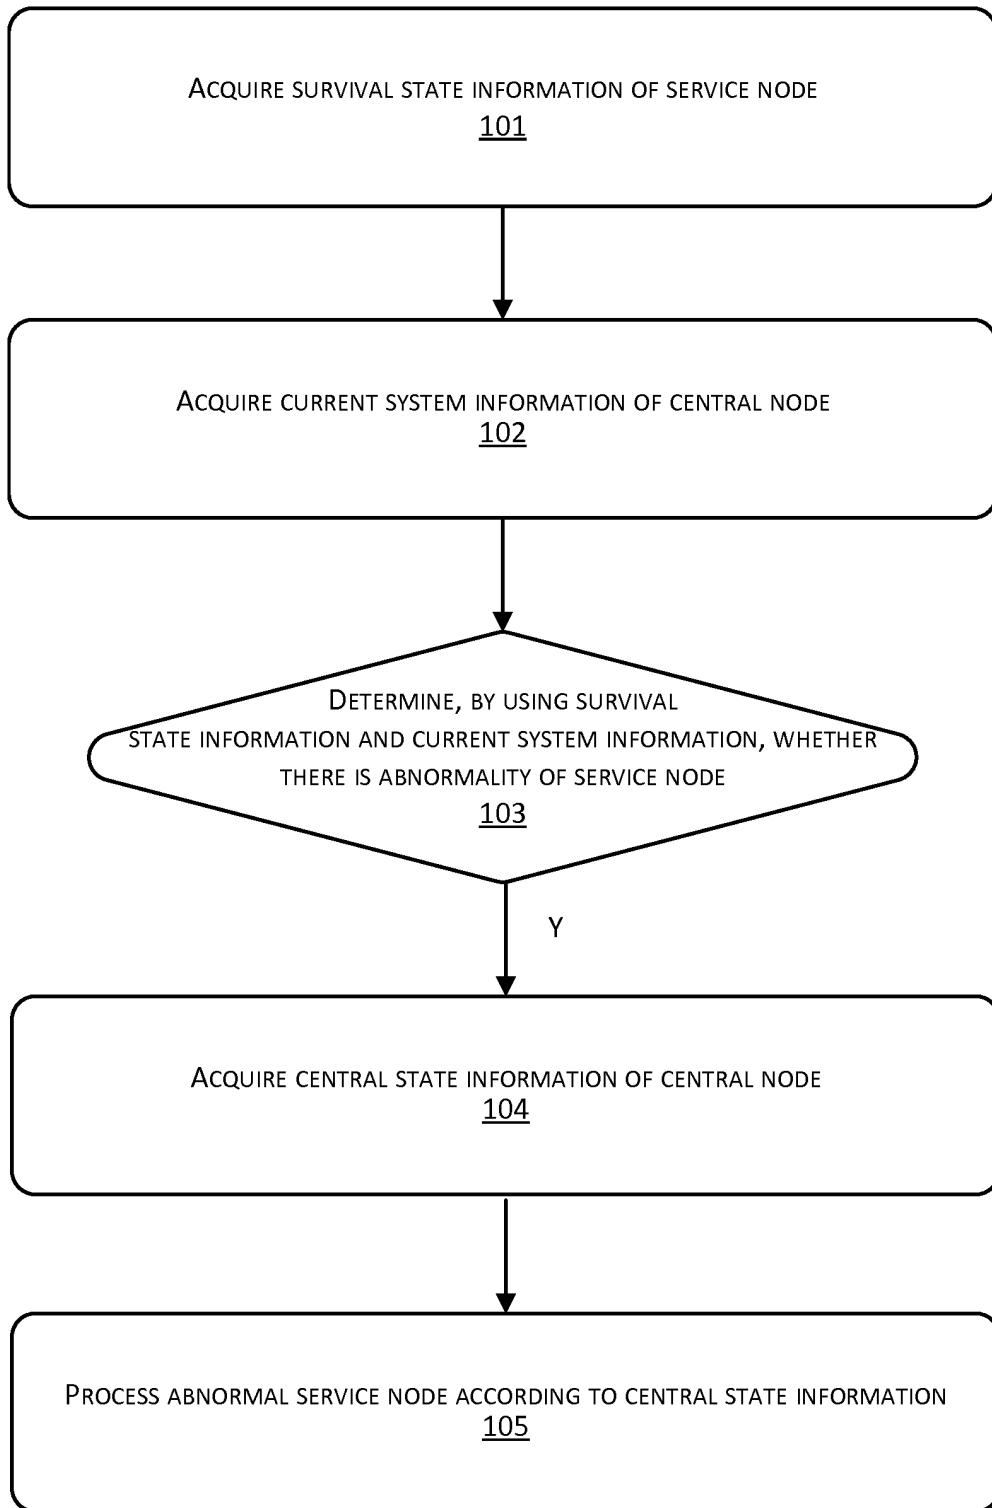 ACQUIRE SURVIVAL STATE INFORMATION OF SERVICE NODE
101
ACQUIRE CURRENT SYSTEM INFORMATION OF CENTRAL NODE
102
DETERMINE, BY USING SURVIVAL
STATE INFORMATION AND CURRENT SYSTEM INFORMATION, WHETHER
THERE IS ABNORMALITY OF SERVICE NODE
103
Y
ACQUIRE CENTRAL STATE INFORMATION OF CENTRAL NODE
104
PROCESS ABNORMAL SERVICE NODE ACCORDING TO CENTRAL STATE INFORMATION
105